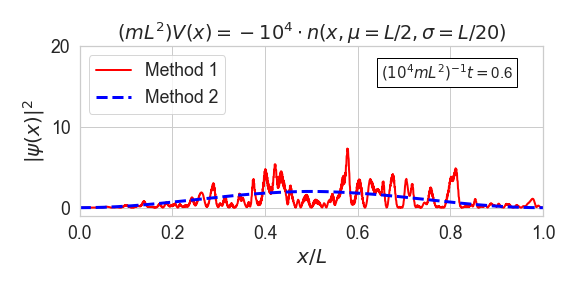 (mL²)V(x) = −10⁴ · n(x, μ = L/2, σ = L/20)
20
10
0
|ψ(x)|²
Method 1
Method 2
(10⁴mL²)⁻¹t = 0.6
0.0 0.2 0.4 0.6 0.8 1.0
x/L